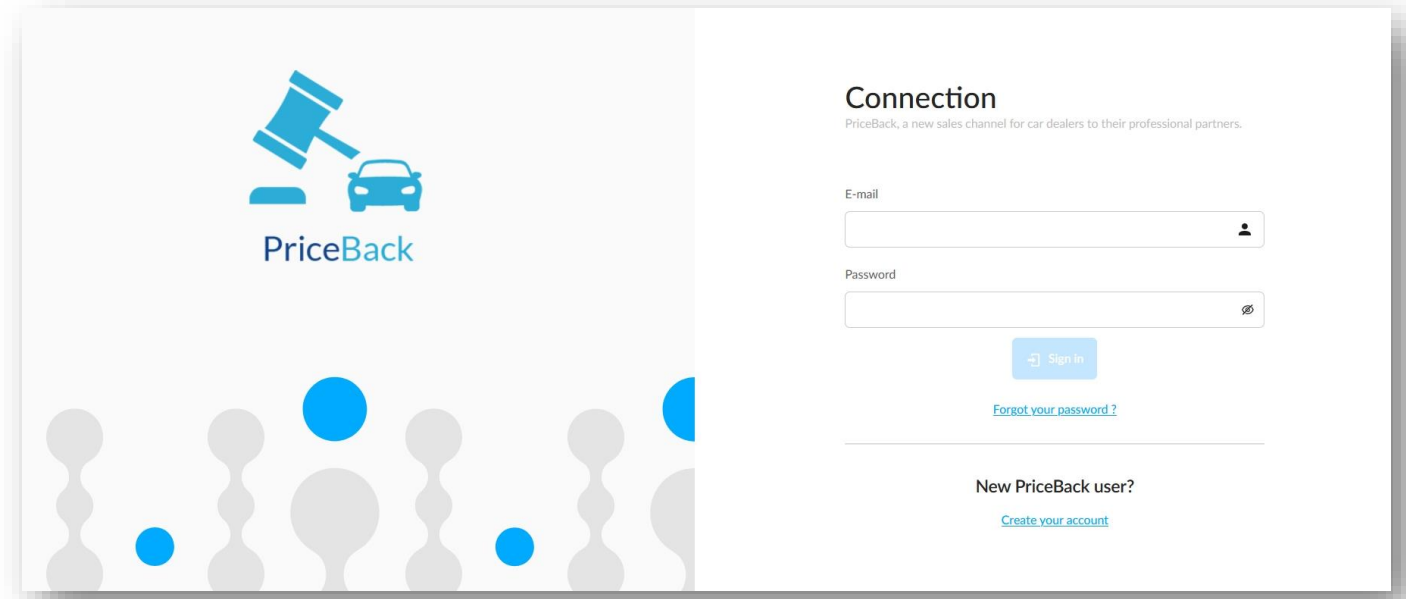 PriceBack
Connection
PriceBack, a new sales channel for car dealers to their professional partners.
E-mail
Password
Sign in
Forgot your password ?
New PriceBack user?
Create your account